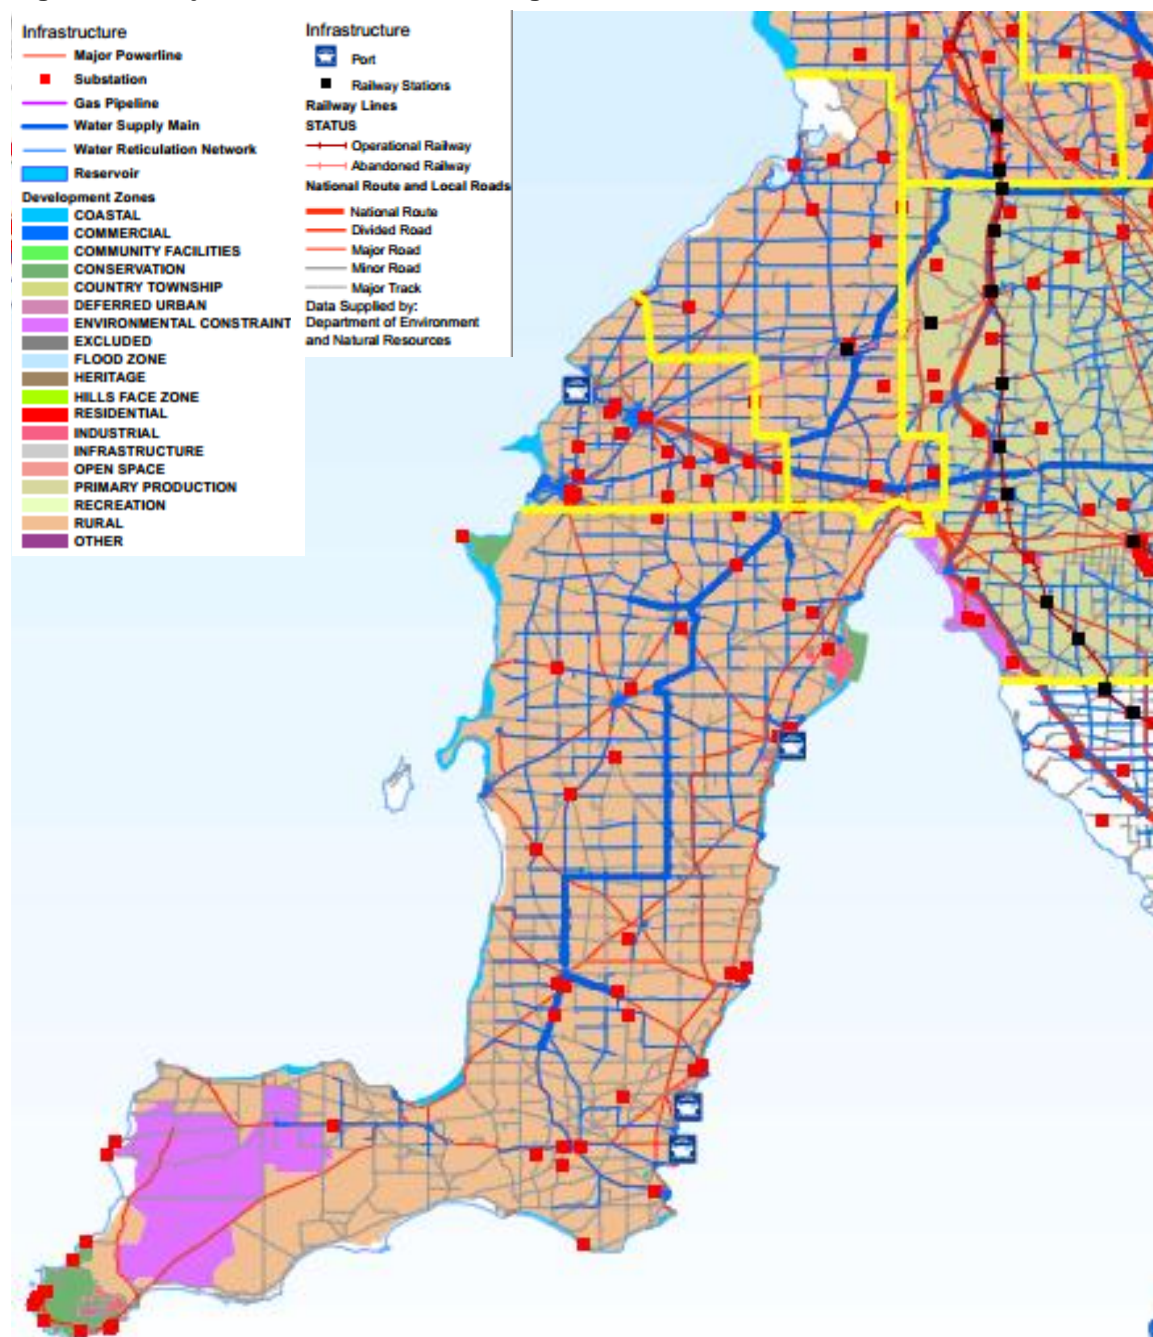 Infrastructure
Major Powerline
Substation
Gas Pipeline
Water Supply Main
Water Reticulation Network
Reservoir
Development Zones
COASTAL
COMMERCIAL
COMMUNITY FACILITIES
CONSERVATION
COUNTRY TOWNSHIP
DEFERRED URBAN
ENVIRONMENTAL CONSTRAINT
EXCLUDED
FLOOD ZONE
HERITAGE
HILLS FACE ZONE
RESIDENTIAL
INDUSTRIAL
INFRASTRUCTURE
OPEN SPACE
PRIMARY PRODUCTION
RECREATION
RURAL
OTHER
Infrastructure
Port
Railway Stations
Railway Lines
STATUS
Operational Railway
Abandoned Railway
National Route and Local Roads
National Route
Divided Road
Major Road
Minor Road
Major Track
Data Supplied by:
Department of Environment
and Natural Resources